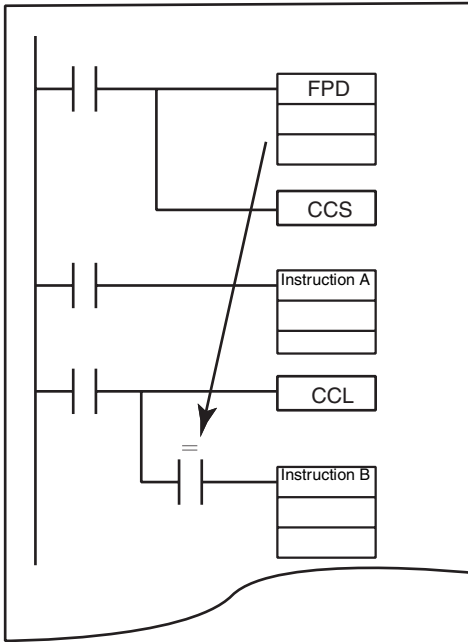 FPD
CCS
Instruction A
CCL
=
Instruction B